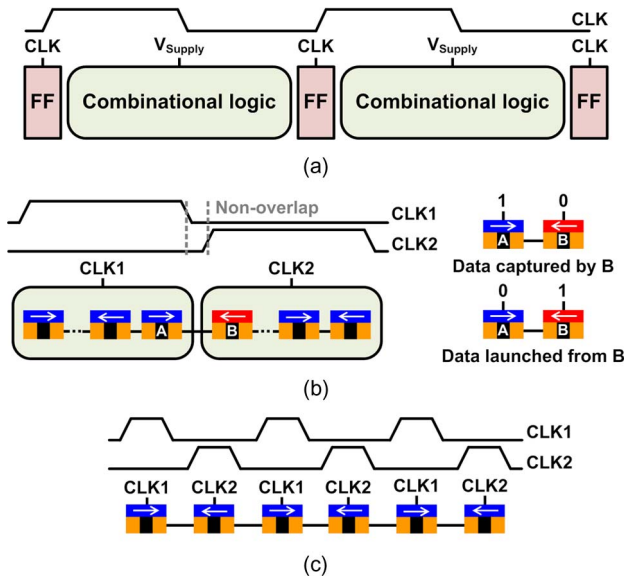 CLK
CLK V_Supply CLK V_Supply CLK
FF Combinational logic FF Combinational logic FF
(a)
Non-overlap
CLK1
CLK2
CLK1 CLK2
A B
1 0
A B
Data captured by B
0 1
A B
Data launched from B
(b)
CLK1
CLK2
CLK1 CLK2 CLK1 CLK2 CLK1 CLK2
(c)